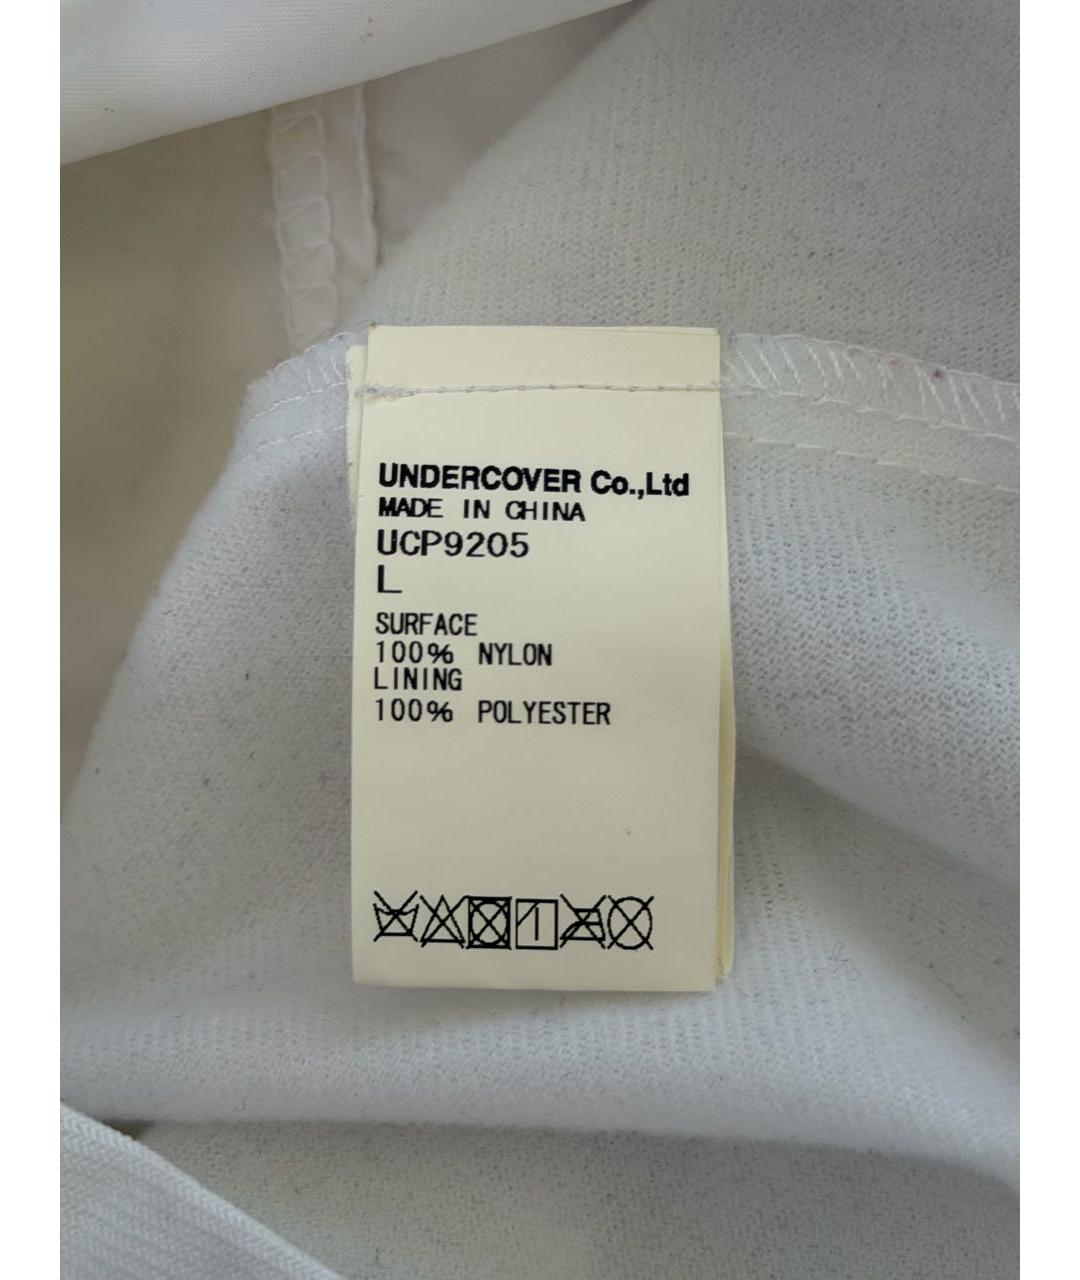 UNDERCOVER Co.,Ltd
MADE IN CHINA
UCP9205
L
SURFACE
100% NYLON
LINING
100% POLYESTER